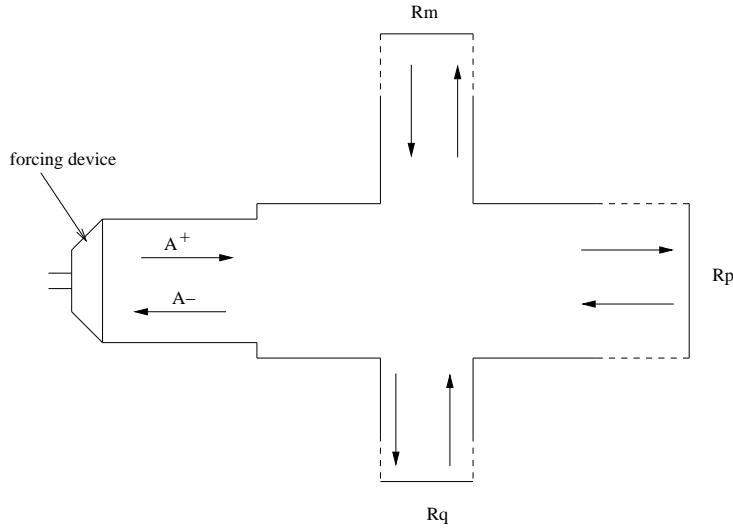 Rm
forcing device
A+
A−
Rp
Rq